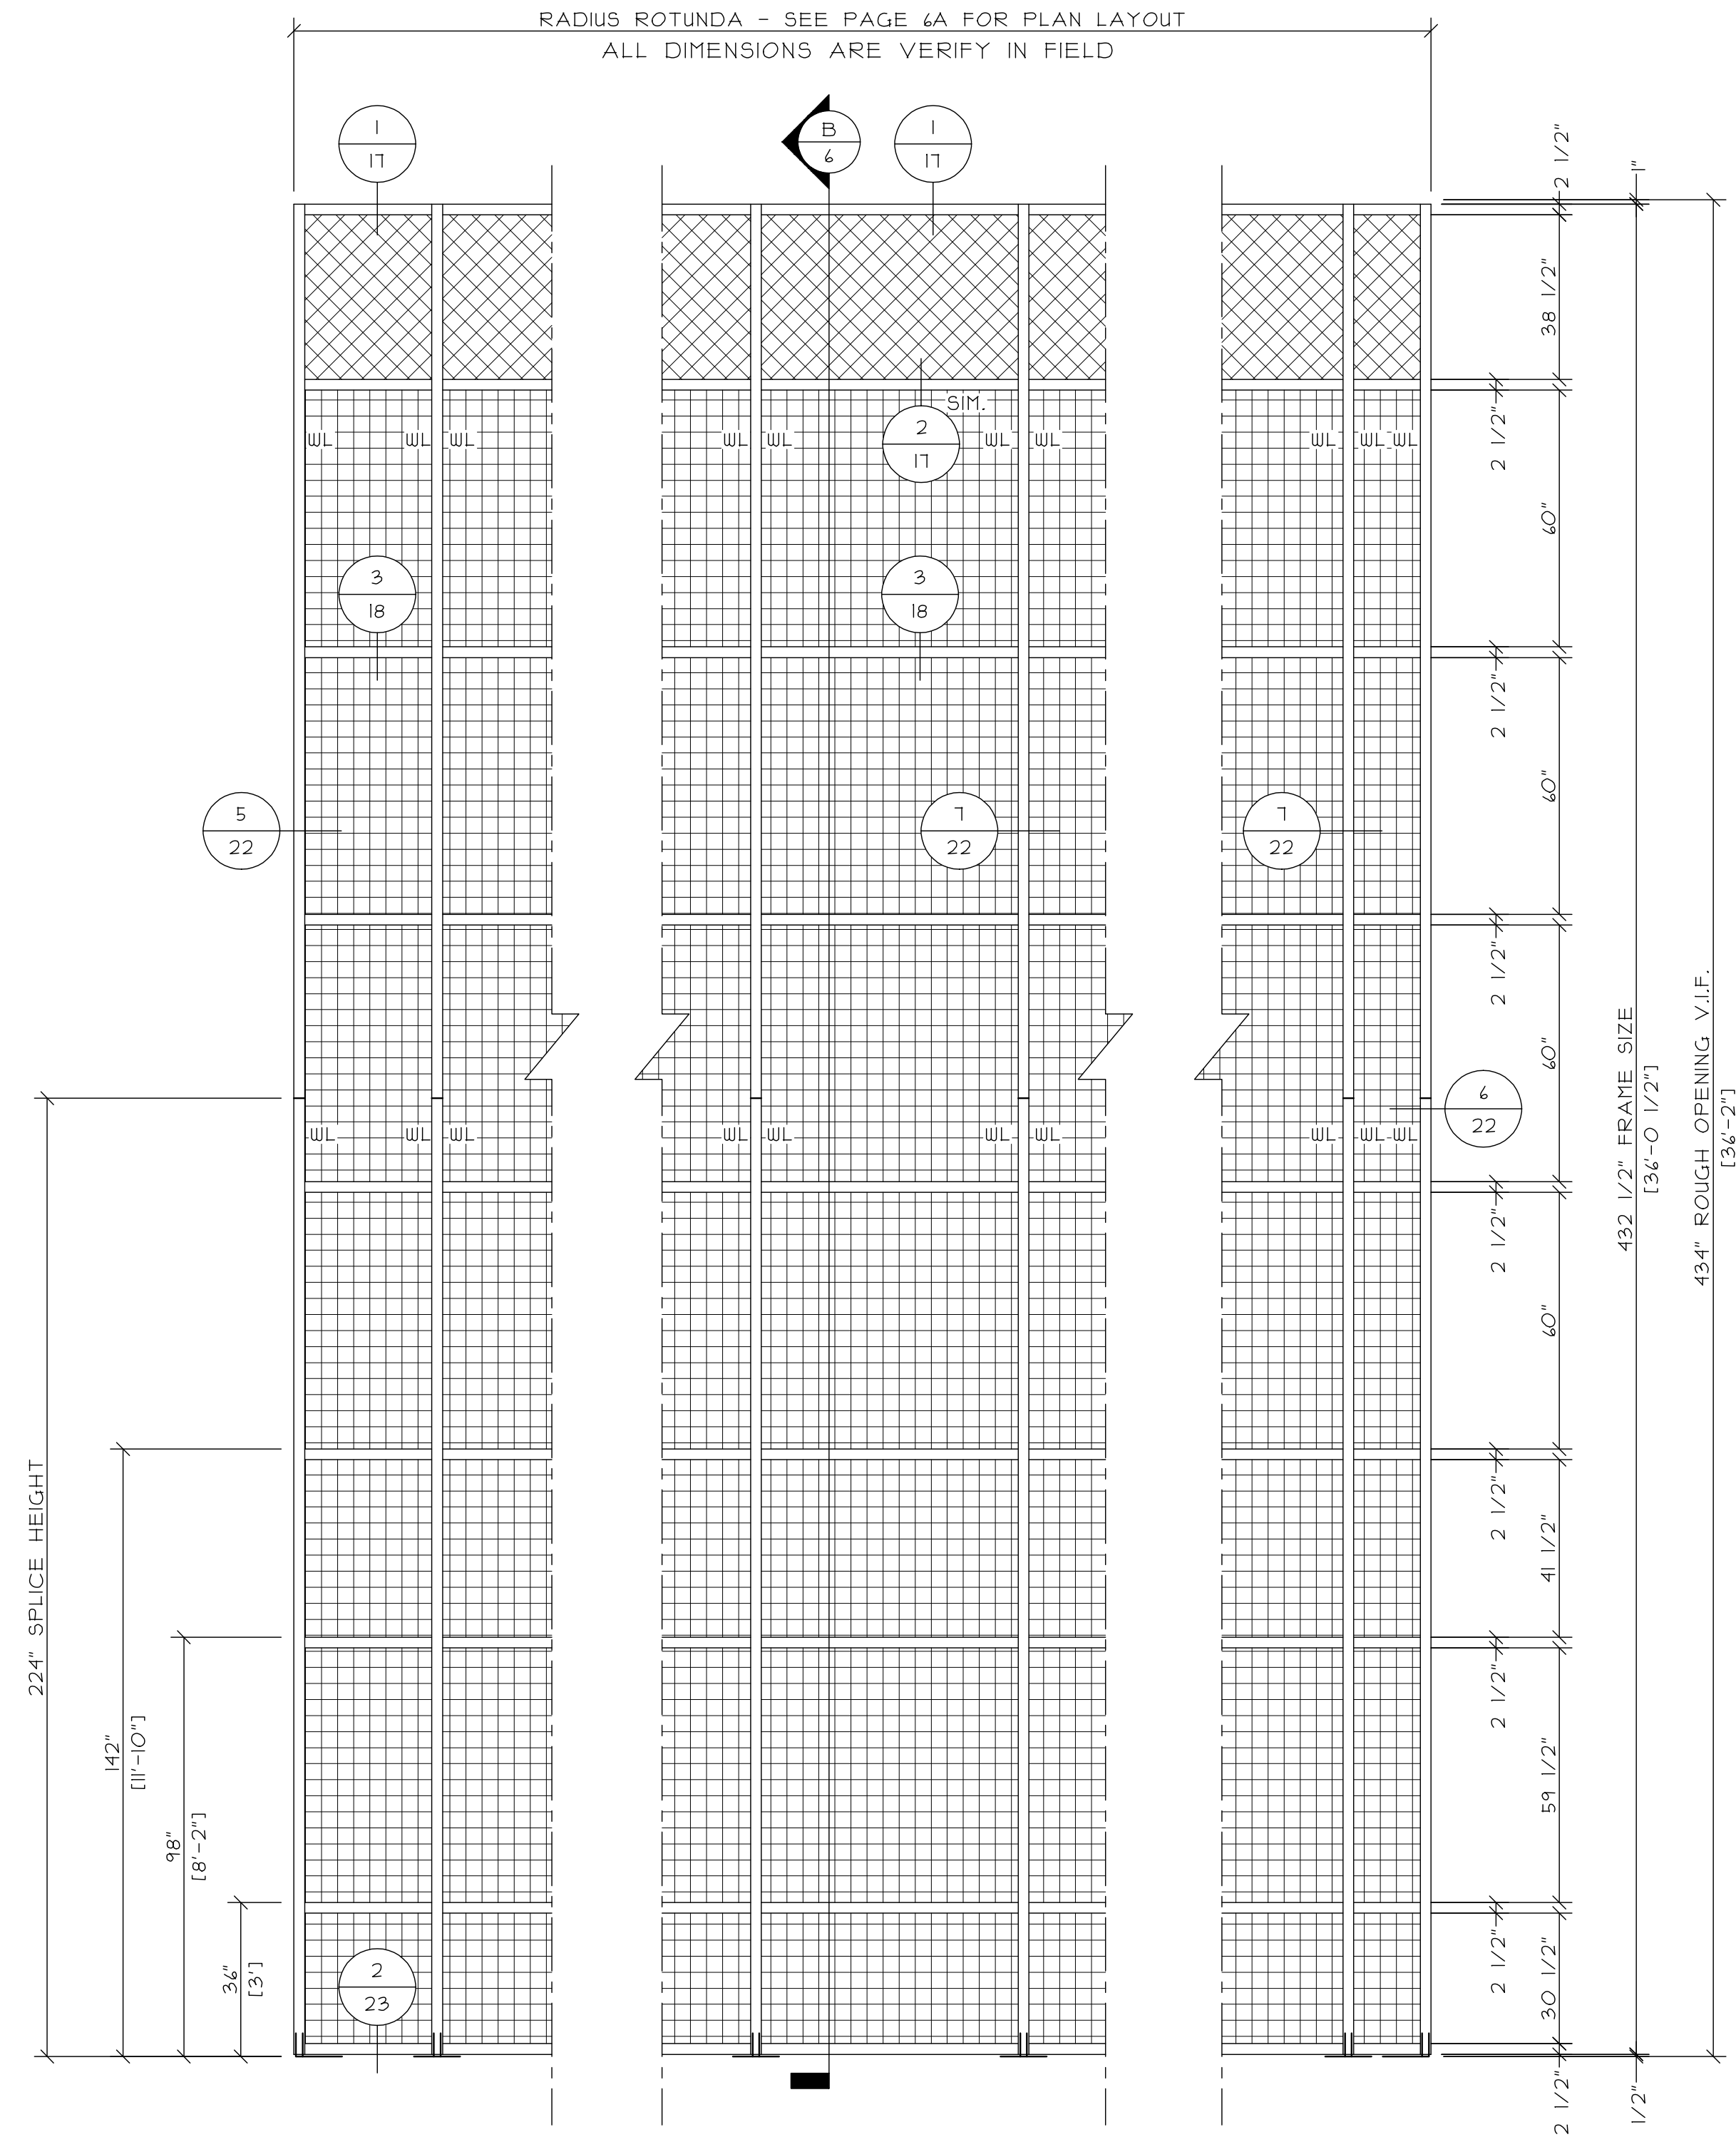 RADIUS ROTUNDA - SEE PAGE 6A FOR PLAN LAYOUT
ALL DIMENSIONS ARE VERIFY IN FIELD
1
17
B
6
1
17
2 1/2"
1"
38 1/2"
SIM.
2
17
WL
WL
WL
WL
WL
WL
WL
WL
WL
WL
2 1/2"
60"
3
18
3
18
2 1/2"
60"
5
22
7
22
7
22
2 1/2"
60"
432 1/2" FRAME SIZE
[36'-0 1/2"]
434" ROUGH OPENING V.I.F.
[36'-2"]
6
22
WL
WL
WL
WL
WL
WL
WL
WL
WL
WL
2 1/2"
60"
224" SPLICE HEIGHT
2 1/2"
41 1/2"
142"
[11'-10"]
2 1/2"
59 1/2"
98"
[8'-2"]
36"
[3']
2
23
2 1/2"
30 1/2"
2 1/2"
1/2"